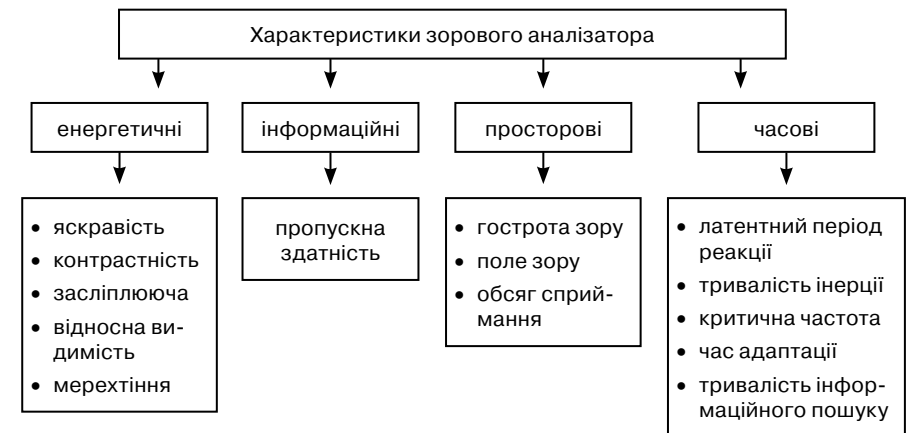 Характеристики зорового аналізатора
енергетичні
інформаційні
просторові
часові
• яскравість
• контрастність
• засліплююча
• відносна ви-
димість
• мерехтіння
пропускна
здатність
• гострота зору
• поле зору
• обсяг сприй-
мання
• латентний період
реакції
• тривалість інерції
• критична частота
• час адаптації
• тривалість інфор-
маційного пошуку